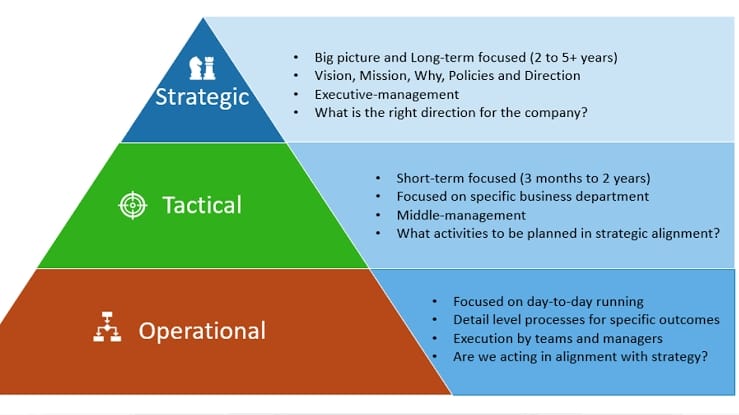 Strategic
• Big picture and Long-term focused (2 to 5+ years)
• Vision, Mission, Why, Policies and Direction
• Executive-management
• What is the right direction for the company?
Tactical
• Short-term focused (3 months to 2 years)
• Focused on specific business department
• Middle-management
• What activities to be planned in strategic alignment?
Operational
• Focused on day-to-day running
• Detail level processes for specific outcomes
• Execution by teams and managers
• Are we acting in alignment with strategy?